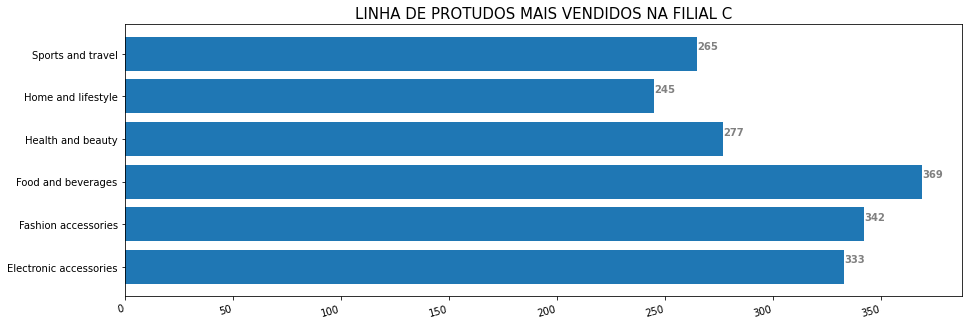 LINHA DE PROTUDOS MAIS VENDIDOS NA FILIAL C
Sports and travel 265
Home and lifestyle 245
Health and beauty 277
Food and beverages 369
Fashion accessories 342
Electronic accessories 333
0 50 100 150 200 250 300 350